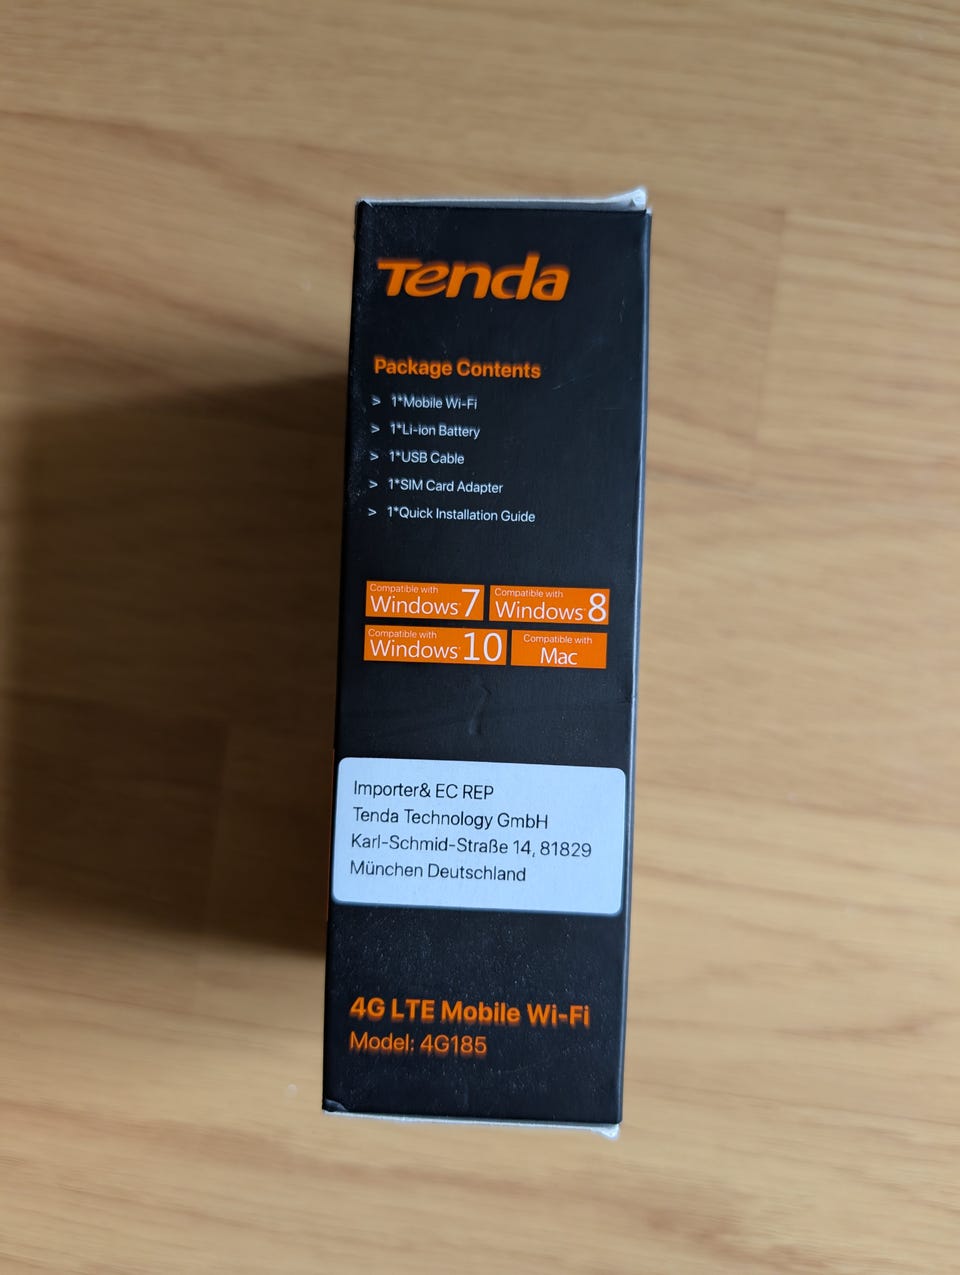 Tenda
Package Contents
> 1*Mobile Wi-Fi
> 1*Li-ion Battery
> 1*USB Cable
> 1*SIM Card Adapter
> 1*Quick Installation Guide
Compatible with
Windows 7
Compatible with
Windows 8
Compatible with
Windows 10
Compatible with
Mac
Importer& EC REP
Tenda Technology GmbH
Karl-Schmid-Straße 14, 81829
München Deutschland
4G LTE Mobile Wi-Fi
Model: 4G185